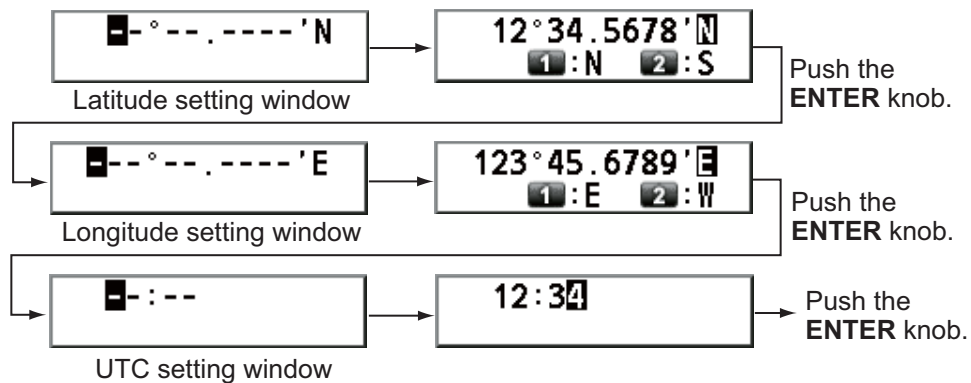 --°--.----'N
12°34.5678'N
1:N 2:S
Push the
ENTER knob.
Latitude setting window
---°--.----'E
123°45.6789'E
1:E 2:W
Push the
ENTER knob.
Longitude setting window
--:--
12:34
Push the
ENTER knob.
UTC setting window